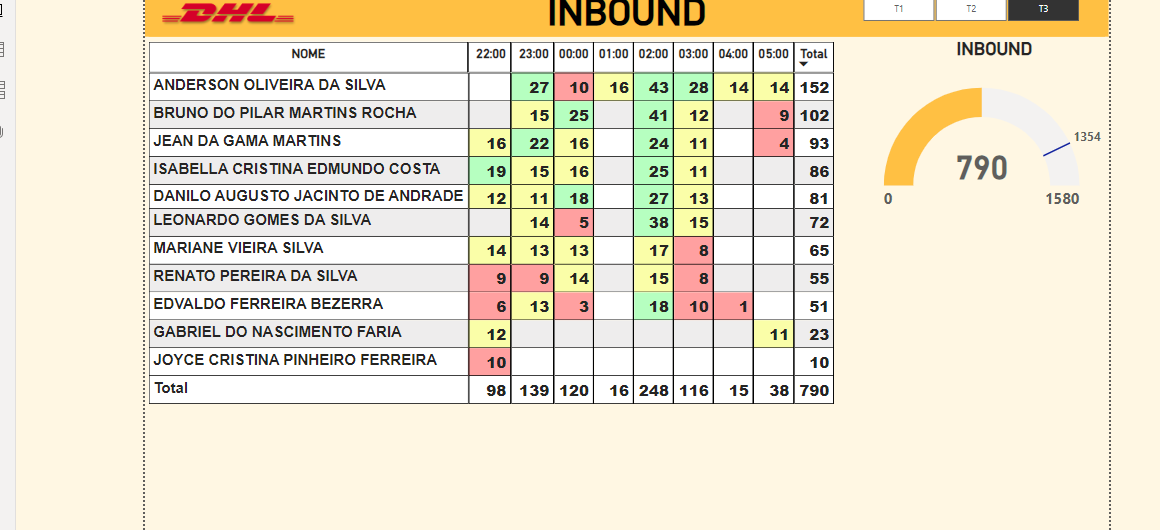 DHL
INBOUND
T1 T2 T3
NOME 22:00 23:00 00:00 01:00 02:00 03:00 04:00 05:00 Total
ANDERSON OLIVEIRA DA SILVA 27 10 16 43 28 14 14 152
BRUNO DO PILAR MARTINS ROCHA 15 25 41 12 9 102
JEAN DA GAMA MARTINS 16 22 16 24 11 4 93
ISABELLA CRISTINA EDMUNDO COSTA 19 15 16 25 11 86
DANILO AUGUSTO JACINTO DE ANDRADE 12 11 18 27 13 81
LEONARDO GOMES DA SILVA 14 5 38 15 72
MARIANE VIEIRA SILVA 14 13 13 17 8 65
RENATO PEREIRA DA SILVA 9 9 14 15 8 55
EDVALDO FERREIRA BEZERRA 6 13 3 18 10 1 51
GABRIEL DO NASCIMENTO FARIA 12 11 23
JOYCE CRISTINA PINHEIRO FERREIRA 10 10
Total 98 139 120 16 248 116 15 38 790
INBOUND
1354
790
0 1580